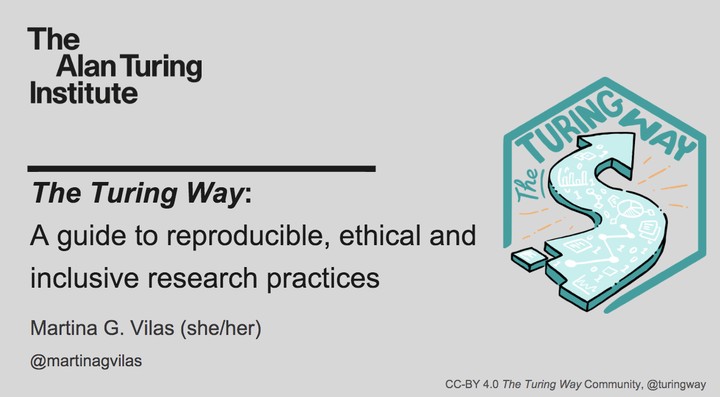 The
Alan Turing
Institute
The Turing Way:
A guide to reproducible, ethical and
inclusive research practices
Martina G. Vilas (she/her)
@martinagvilas
The
TURING
WAY
CC-BY 4.0 The Turing Way Community, @turingway